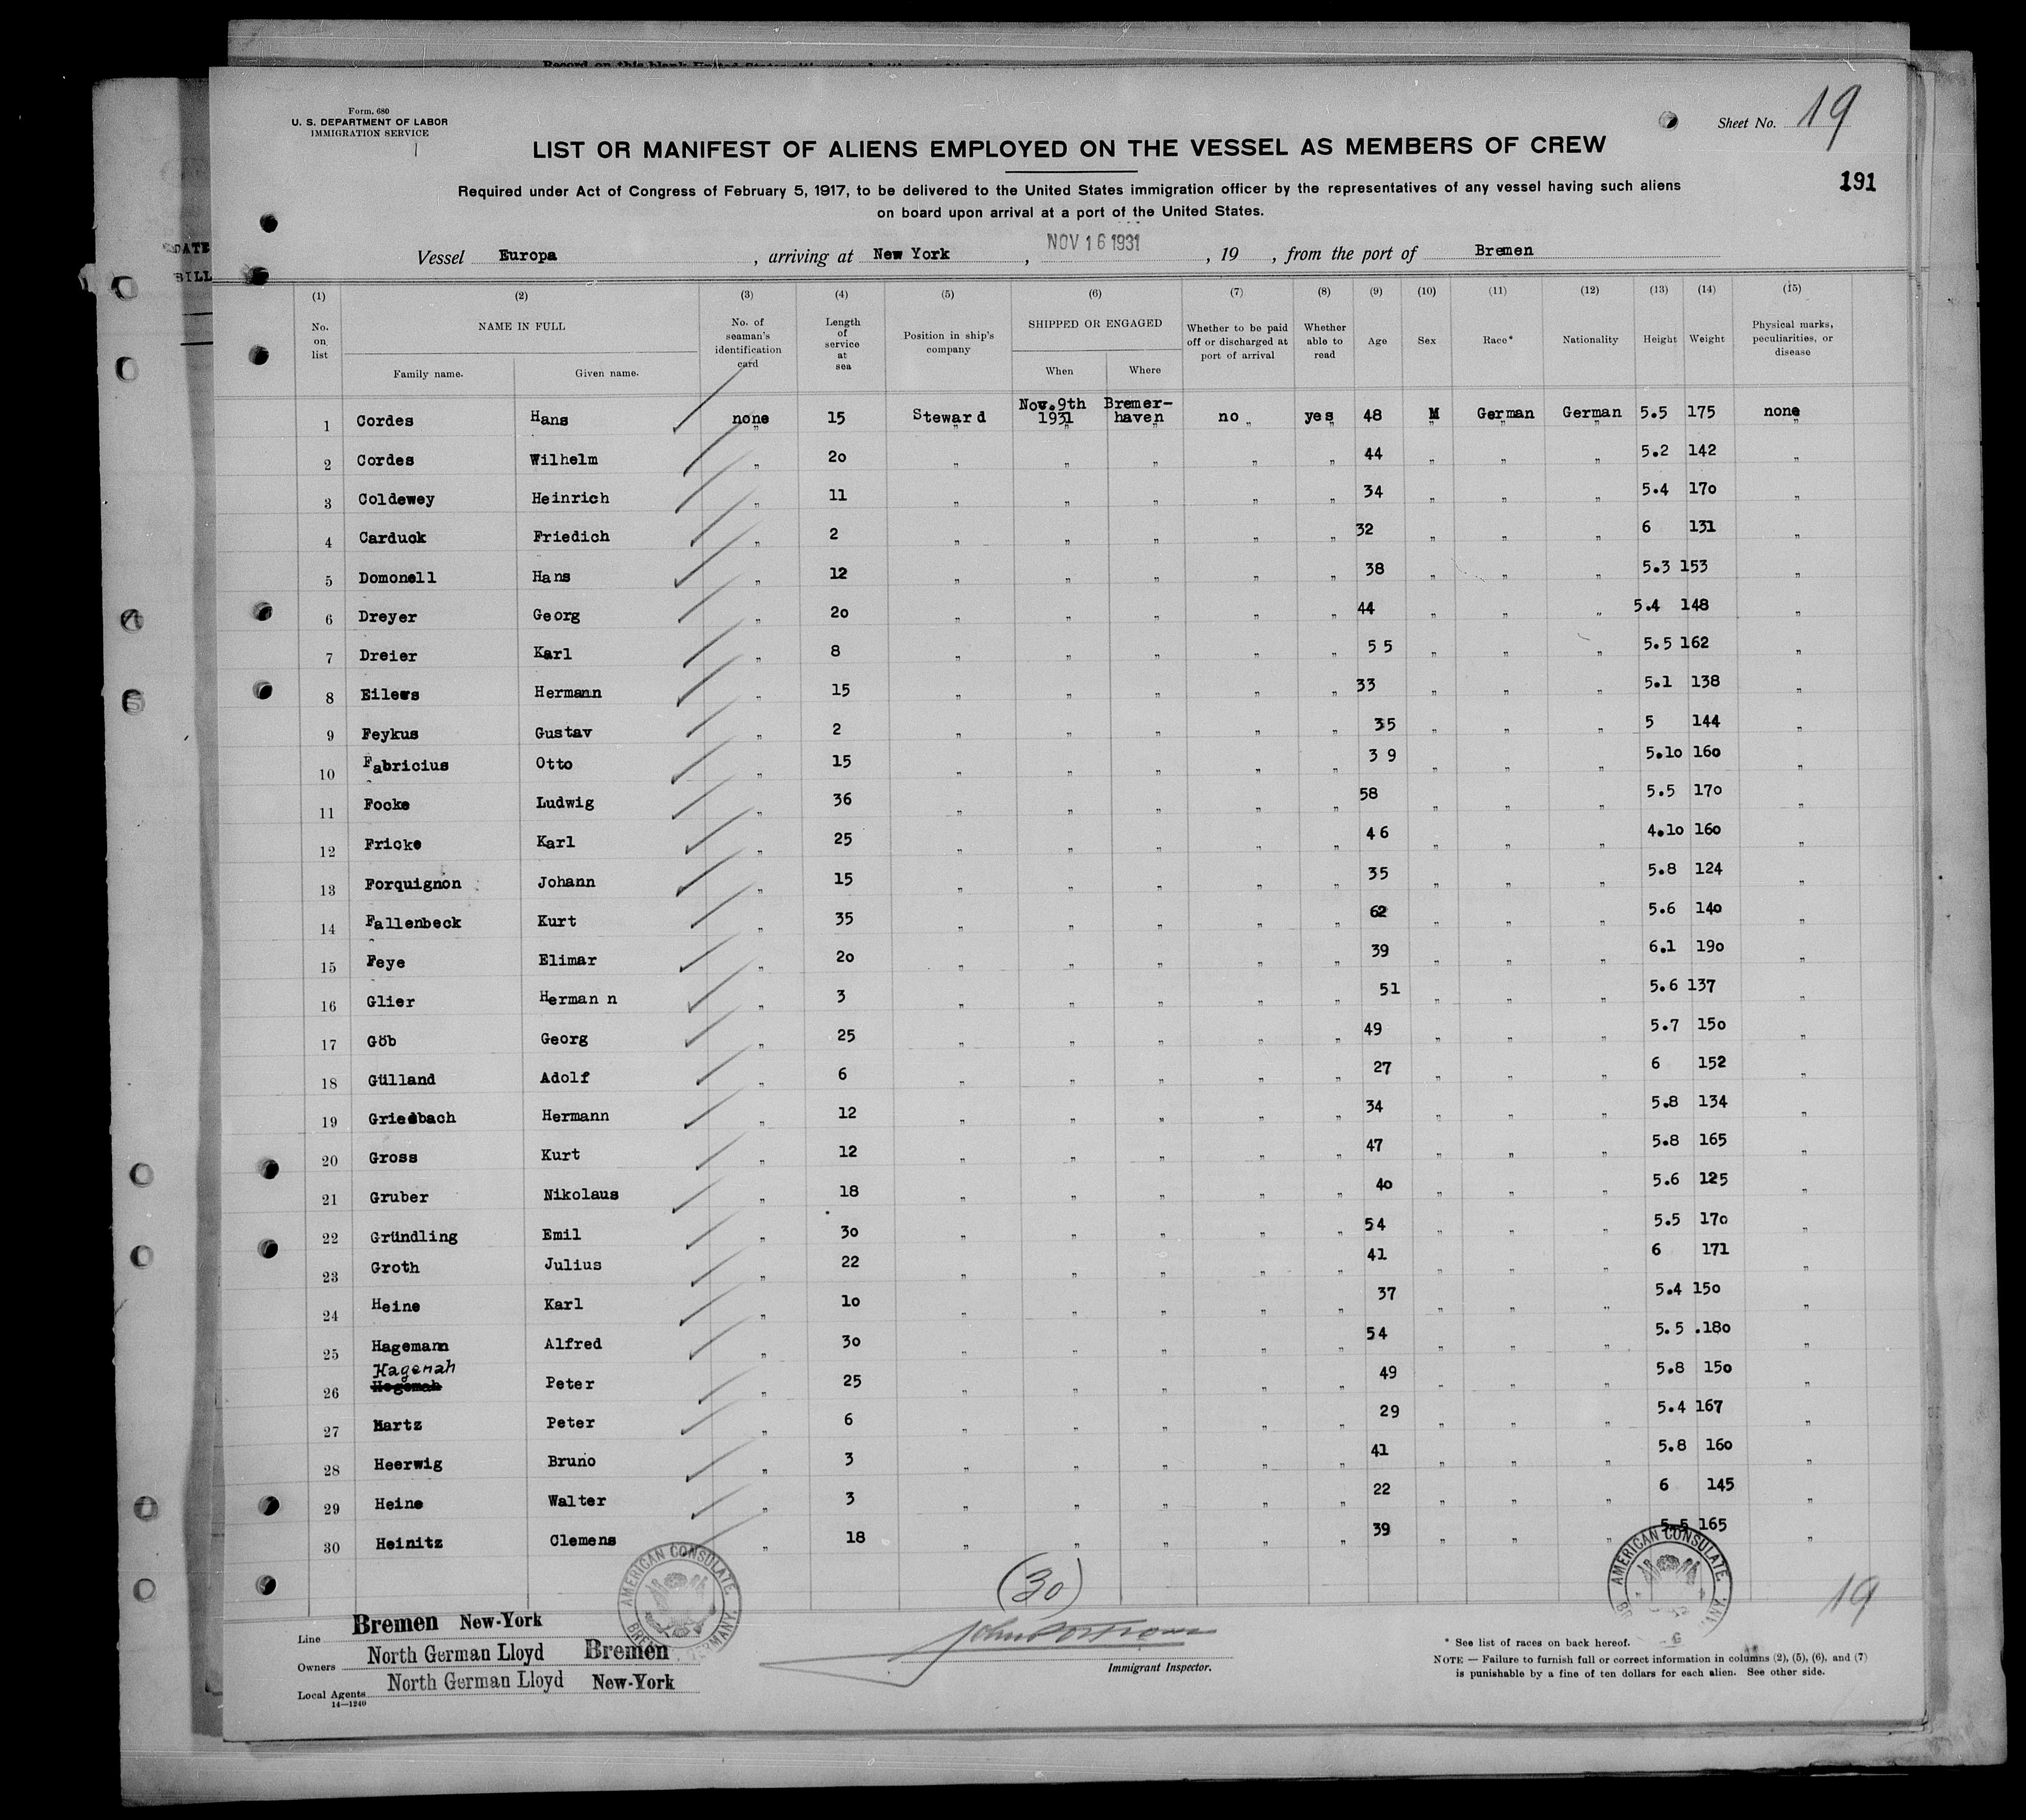 Record on this blank United States
Form. 680
U. S. DEPARTMENT OF LABOR
IMMIGRATION SERVICE
Sheet No. 19
LIST OR MANIFEST OF ALIENS EMPLOYED ON THE VESSEL AS MEMBERS OF CREW
191
Required under Act of Congress of February 5, 1917, to be delivered to the United States immigration officer by the representatives of any vessel having such aliens
on board upon arrival at a port of the United States.
DATE
BILL
Vessel Europa , arriving at New York , NOV 16 1931 , 19 , from the port of Bremen
(1) (2) (3) (4) (5) (6) (7) (8) (9) (10) (11) (12) (13) (14) (15)
No. on list NAME IN FULL Family name. Given name. No. of seaman's identification card Length of service at sea Position in ship's company SHIPPED OR ENGAGED When Where Whether to be paid off or discharged at port of arrival Whether able to read Age Sex Race* Nationality Height Weight Physical marks, peculiarities, or disease
1 Cordes Hans none 15 Steward Nov. 9th 1931 Bremer-haven no yes 48 M German German 5.5 175 none
2 Cordes Wilhelm " 20 " " " " " 44 " " " 5.2 142 "
3 Coldewey Heinrich " 11 " " " " " 34 " " " 5.4 170 "
4 Carduck Friedich " 2 " " " " " 32 " " " 6 131 "
5 Domonell Hans " 12 " " " " " 38 " " " 5.3 153 "
6 Dreyer Georg " 20 " " " " " 44 " " " 5.4 148 "
7 Dreier Karl " 8 " " " " " 55 " " " 5.5 162 "
8 Eilers Hermann " 15 " " " " " 33 " " " 5.1 138 "
9 Feykus Gustav " 2 " " " " " 35 " " " 5 144 "
10 Fabricius Otto " 15 " " " " " 39 " " " 5.10 160 "
11 Focke Ludwig " 36 " " " " " 58 " " " 5.5 170 "
12 Fricke Karl " 25 " " " " " 46 " " " 4.10 160 "
13 Forquignon Johann " 15 " " " " " 35 " " " 5.8 124 "
14 Fallenbeck Kurt " 35 " " " " " 62 " " " 5.6 140 "
15 Feye Elimar " 20 " " " " " 39 " " " 6.1 190 "
16 Glier Hermann " 3 " " " " " 51 " " " 5.6 137 "
17 Göb Georg " 25 " " " " " 49 " " " 5.7 150 "
18 Gülland Adolf " 6 " " " " " 27 " " " 6 152 "
19 Griesbach Hermann " 12 " " " " " 34 " " " 5.8 134 "
20 Gross Kurt " 12 " " " " " 47 " " " 5.8 165 "
21 Gruber Nikolaus " 18 " " " " " 40 " " " 5.6 125 "
22 Gründling Emil " 30 " " " " " 54 " " " 5.5 170 "
23 Groth Julius " 22 " " " " " 41 " " " 6 171 "
24 Heine Karl " 10 " " " " " 37 " " " 5.4 150 "
25 Hagemann Alfred " 30 " " " " " 54 " " " 5.5 .180 "
Hagenah
26 Hogomah Peter " 25 " " " " " 49 " " " 5.8 150 "
27 Hartz Peter " 6 " " " " " 29 " " " 5.4 167 "
28 Heerwig Bruno " 3 " " " " " 41 " " " 5.8 160 "
29 Heine Walter " 3 " " " " " 22 " " " 6 145 "
30 Heinitz Clemens " 18 " " " " " 39 " " " 5.5 165 "
AMERICAN CONSULATE. BREMEN, GERMANY.
(30)
AMERICAN CONSULATE.
19
Line Bremen New-York
Owners North German Lloyd Bremen
Local Agents North German Lloyd New-York
14—1240
Immigrant Inspector.
* See list of races on back hereof.
NOTE — Failure to furnish full or correct information in columns (2), (5), (6), and (7)
is punishable by a fine of ten dollars for each alien. See other side.